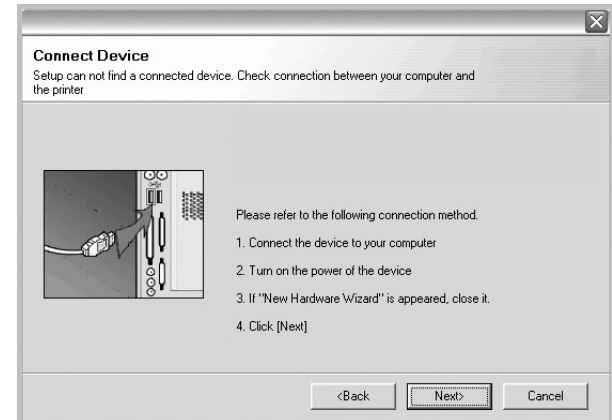 Connect Device
Setup can not find a connected device. Check connection between your computer and
the printer
Please refer to the following connection method.
1. Connect the device to your computer
2. Turn on the power of the device
3. If "New Hardware Wizard" is appeared, close it.
4. Click [Next]
<Back
Next>
Cancel